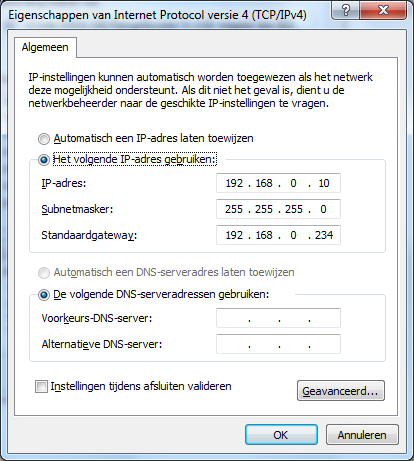 Eigenschappen van Internet Protocol versie 4 (TCP/IPv4)
Algemeen
IP-instellingen kunnen automatisch worden toegewezen als het netwerk
deze mogelijkheid ondersteunt. Als dit niet het geval is, dient u de
netwerkbeheerder naar de geschikte IP-instellingen te vragen.
Automatisch een IP-adres laten toewijzen
Het volgende IP-adres gebruiken:
IP-adres: 192 . 168 . 0 . 10
Subnetmasker: 255 . 255 . 255 . 0
Standaardgateway: 192 . 168 . 0 . 234
Automatisch een DNS-serveradres laten toewijzen
De volgende DNS-serveradressen gebruiken:
Voorkeurs-DNS-server: . . .
Alternatieve DNS-server: . . .
Instellingen tijdens afsluiten valideren
Geavanceerd...
OK Annuleren